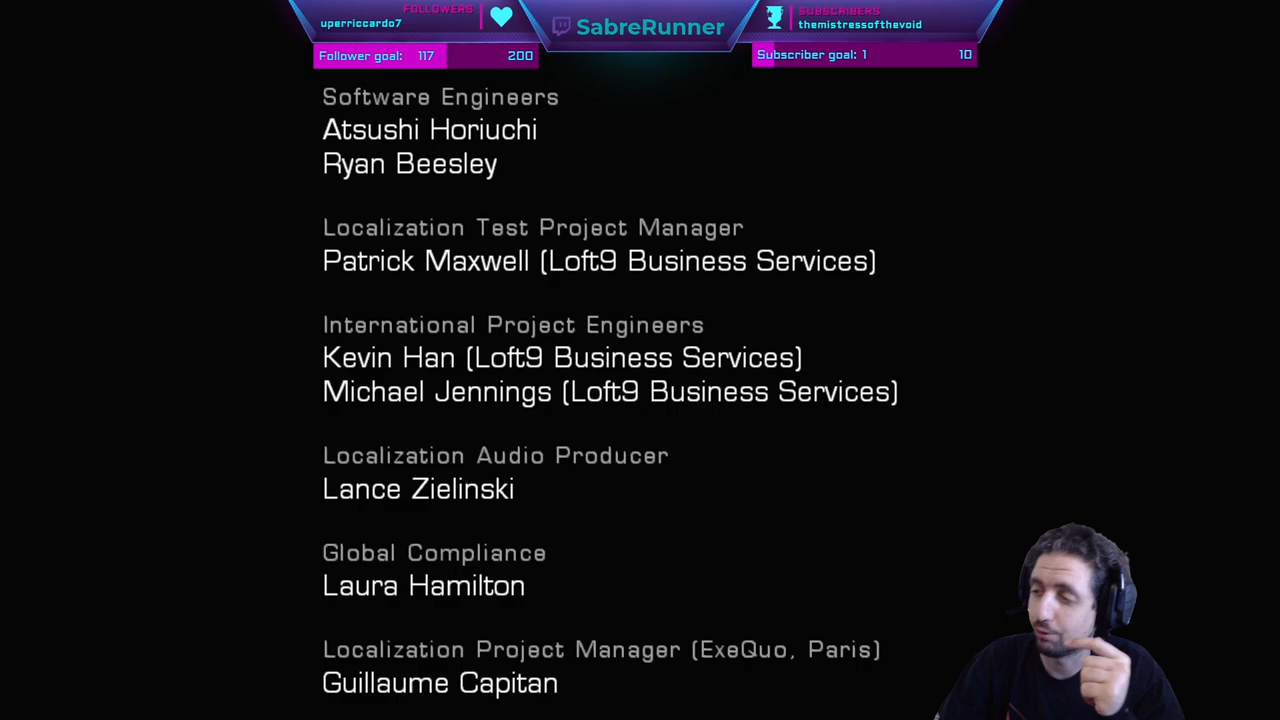 FOLLOWERS
uperriccardo7
Follower goal: 117 200
SabreRunner
SUBSCRIBERS
themistressofthevoid
Subscriber goal: 1 10
Software Engineers
Atsushi Horiuchi
Ryan Beesley
Localization Test Project Manager
Patrick Maxwell (Loft9 Business Services)
International Project Engineers
Kevin Han (Loft9 Business Services)
Michael Jennings (Loft9 Business Services)
Localization Audio Producer
Lance Zielinski
Global Compliance
Laura Hamilton
Localization Project Manager (ExeQuo, Paris)
Guillaume Capitan